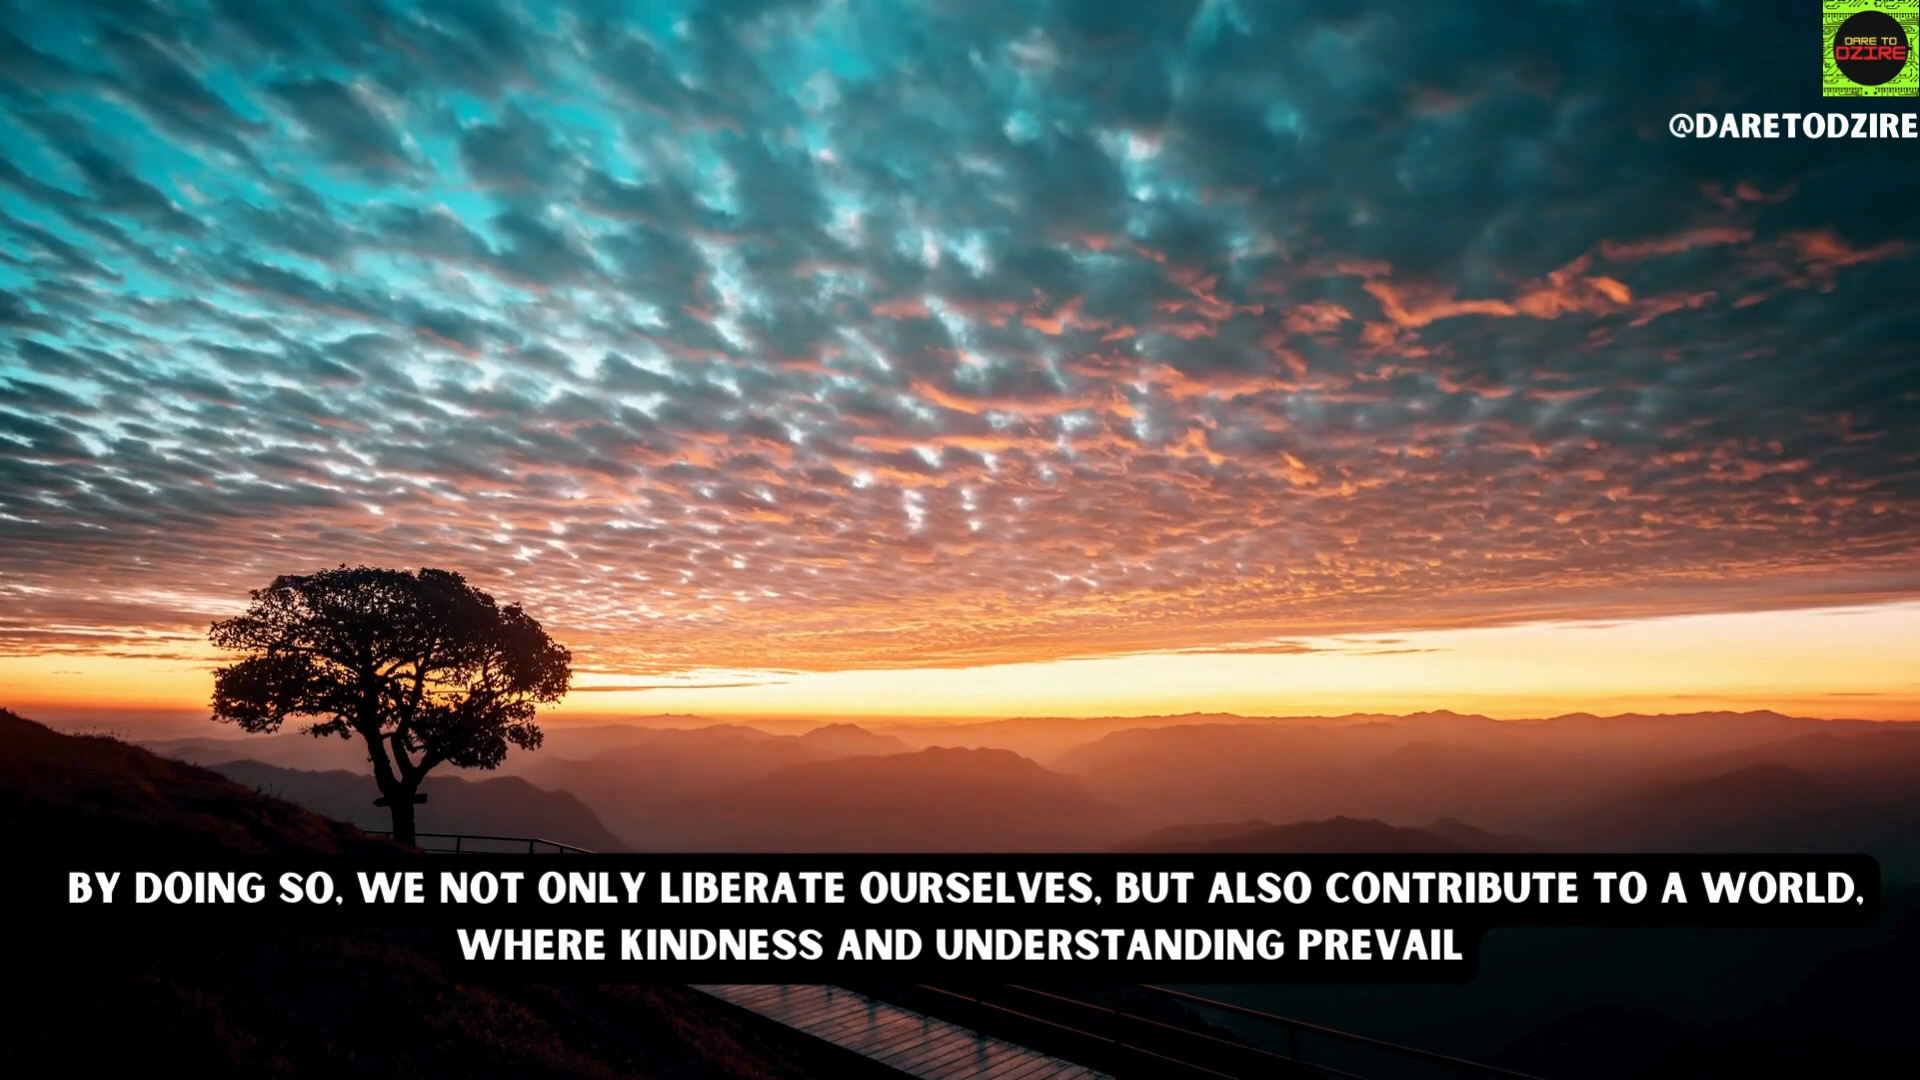 DARE TO
DZIRE
@DARETODZIRE
BY DOING SO, WE NOT ONLY LIBERATE OURSELVES, BUT ALSO CONTRIBUTE TO A WORLD,
WHERE KINDNESS AND UNDERSTANDING PREVAIL